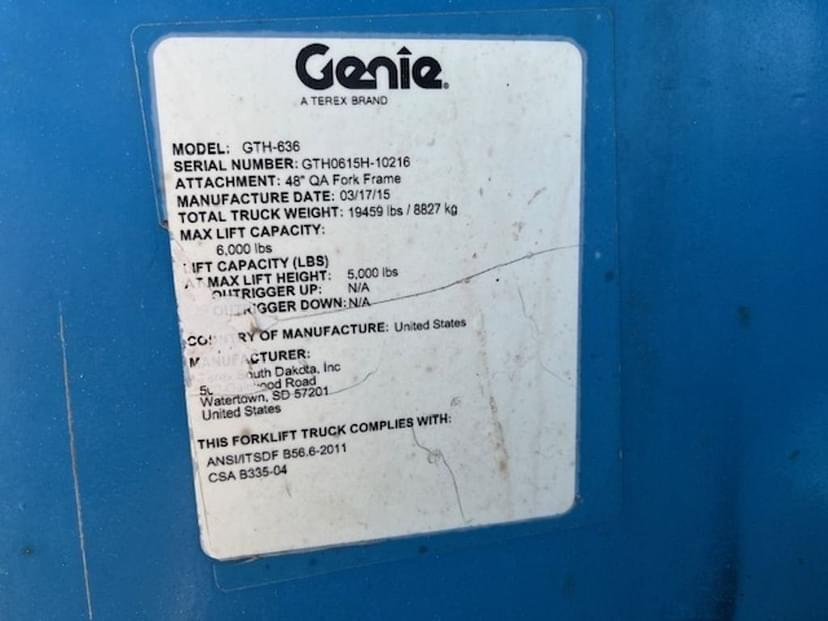 Genie
A TEREX BRAND
MODEL: GTH-636
SERIAL NUMBER: GTH0615H-10216
ATTACHMENT: 48" QA Fork Frame
MANUFACTURE DATE: 03/17/15
TOTAL TRUCK WEIGHT: 19459 lbs / 8827 kg
MAX LIFT CAPACITY:
6,000 lbs
LIFT CAPACITY (LBS)
AT MAX LIFT HEIGHT: 5,000 lbs
OUTRIGGER UP: N/A
OUTRIGGER DOWN: N/A
COUNTRY OF MANUFACTURE: United States
MANUFACTURER:
South Dakota, Inc
Road
Watertown, SD 57201
United States
THIS FORKLIFT TRUCK COMPLIES WITH:
ANSI/ITSDF B56.6-2011
CSA B335-04